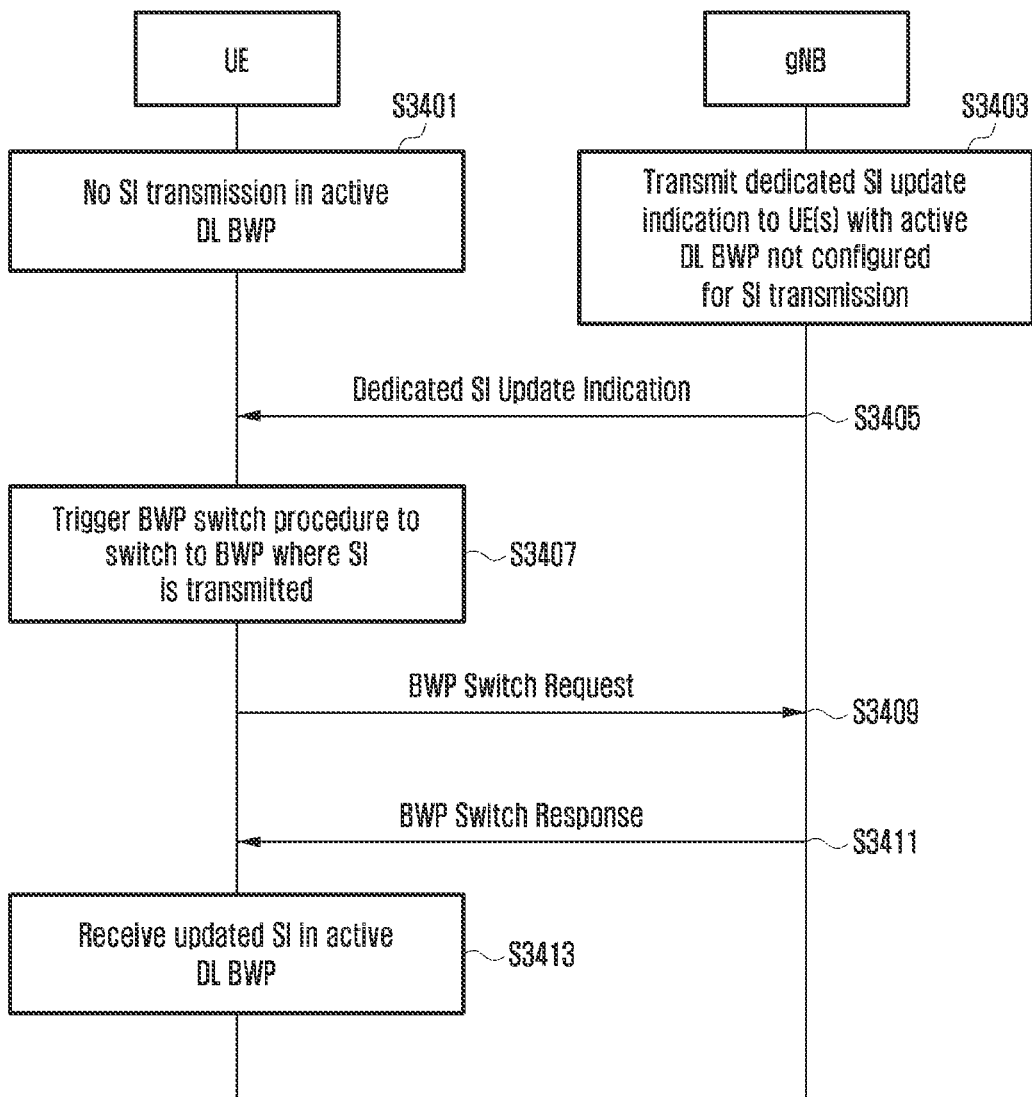 UE
gNB
S3401
S3403
No SI transmission in active
DL BWP
Transmit dedicated SI update
indication to UE(s) with active
DL BWP not configured
for SI transmission
Dedicated SI Update Indication
S3405
Trigger BWP switch procedure to
switch to BWP where SI
is transmitted
S3407
BWP Switch Request
S3409
BWP Switch Response
S3411
Receive updated SI in active
DL BWP
S3413